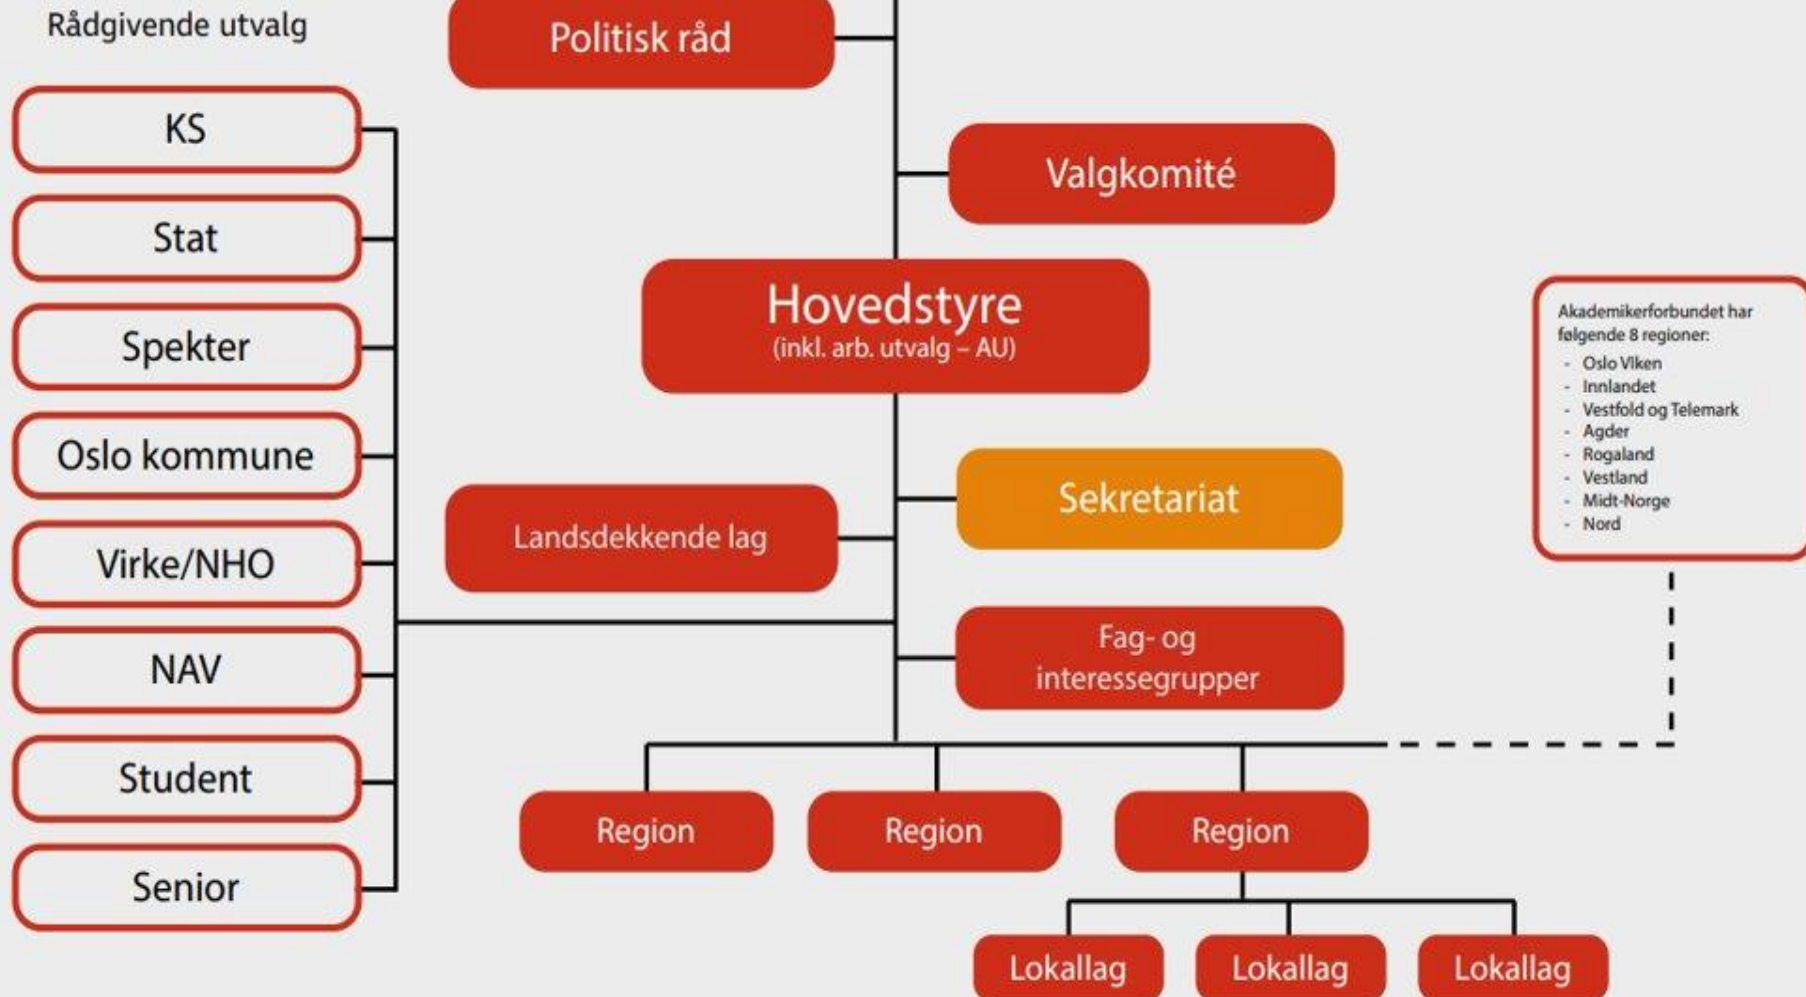 Rådgivende utvalg
KS
Stat
Spekter
Oslo kommune
Virke/NHO
NAV
Student
Senior
Politisk råd
Valgkomité
Hovedstyre
(inkl. arb. utvalg – AU)
Landsdekkende lag
Sekretariat
Fag- og
interessegrupper
Akademikerforbundet har
følgende 8 regioner:
- Oslo VIken
- Innlandet
- Vestfold og Telemark
- Agder
- Rogaland
- Vestland
- Midt-Norge
- Nord
Region
Region
Region
Lokallag
Lokallag
Lokallag